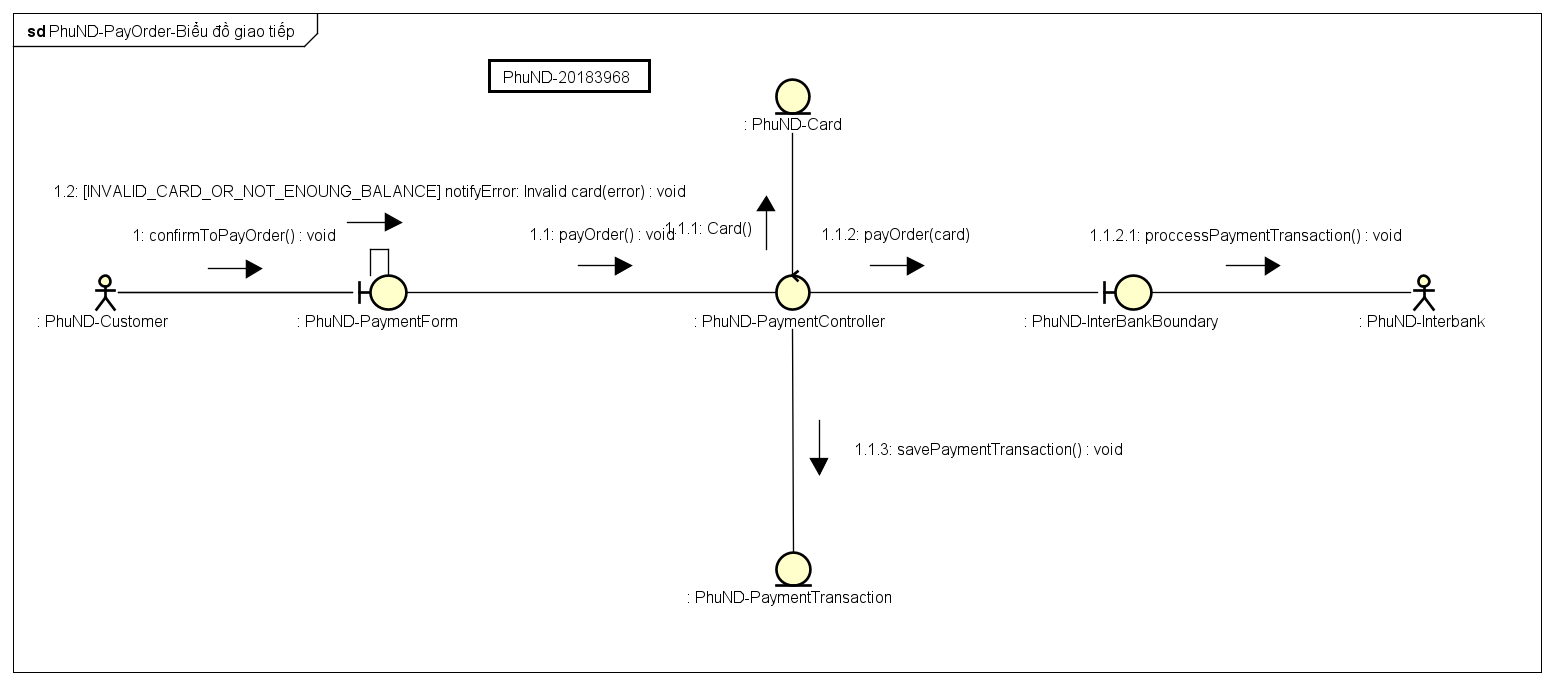 sd PhuND-PayOrder-Biểu đồ giao tiếp
PhuND-20183968
: PhuND-Card
1.2: [INVALID_CARD_OR_NOT_ENOUNG_BALANCE] notifyError: Invalid card(error) : void
1: confirmToPayOrder() : void
1.1: payOrder() : void
1.1.1: Card()
1.1.2: payOrder(card)
1.1.2.1: proccessPaymentTransaction() : void
: PhuND-Customer
: PhuND-PaymentForm
: PhuND-PaymentController
: PhuND-InterBankBoundary
: PhuND-Interbank
1.1.3: savePaymentTransaction() : void
: PhuND-PaymentTransaction